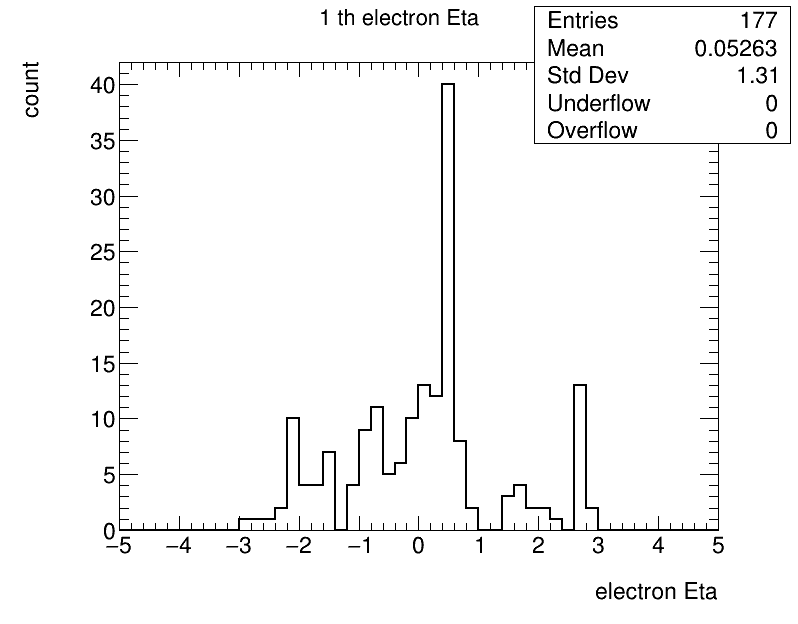 1 th electron Eta
Entries 177
Mean 0.05263
Std Dev 1.31
Underflow 0
Overflow 0
count
40
35
30
25
20
15
10
5
0
−5 −4 −3 −2 −1 0 1 2 3 4 5
electron Eta